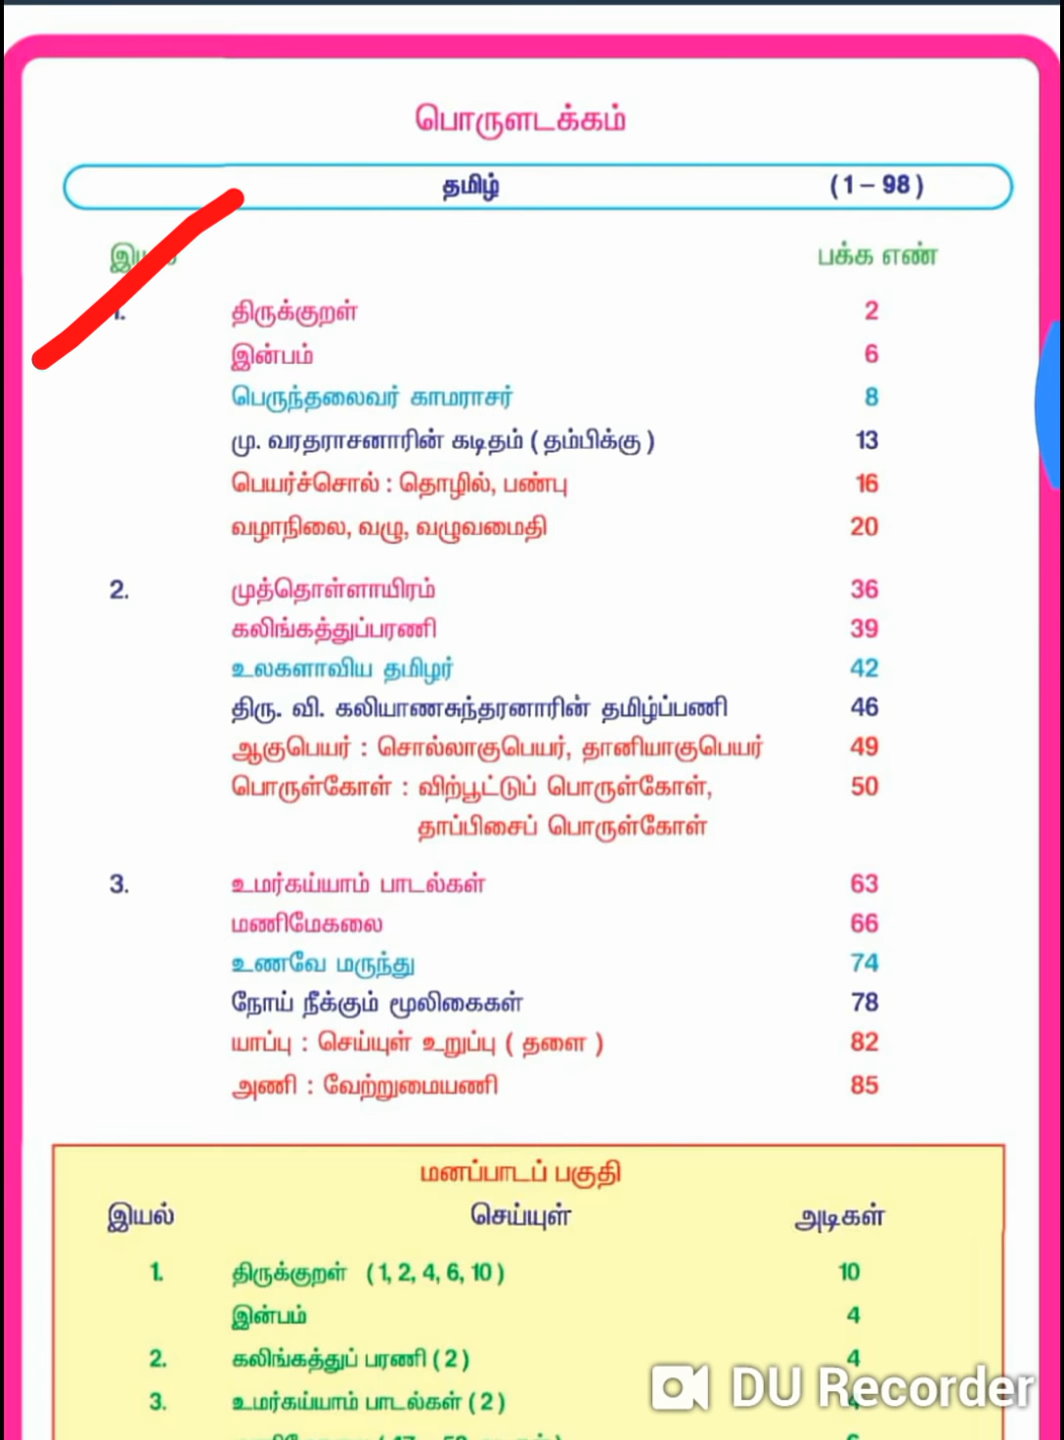 பொருளடக்கம்
தமிழ் (1 – 98)
பக்க எண்
திருக்குறள் 2
இன்பம் 6
பெருந்தலைவர் காமராசர் 8
மு. வரதராசனாரின் கடிதம் ( தம்பிக்கு ) 13
பெயர்ச்சொல் : தொழில், பண்பு 16
வழாநிலை, வழு, வழுவமைதி 20
2. முத்தொள்ளாயிரம் 36
கலிங்கத்துப்பரணி 39
உலகளாவிய தமிழர் 42
திரு. வி. கலியாணசுந்தரனாரின் தமிழ்ப்பணி 46
ஆகுபெயர் : சொல்லாகுபெயர், தானியாகுபெயர் 49
பொருள்கோள் : விற்பூட்டுப் பொருள்கோள், 50
தாப்பிசைப் பொருள்கோள்
3. உமர்கய்யாம் பாடல்கள் 63
மணிமேகலை 66
உணவே மருந்து 74
நோய் நீக்கும் மூலிகைகள் 78
யாப்பு : செய்யுள் உறுப்பு ( தளை ) 82
அணி : வேற்றுமையணி 85
மனப்பாடப் பகுதி
இயல் செய்யுள் அடிகள்
1. திருக்குறள் (1, 2, 4, 6, 10 ) 10
இன்பம் 4
2. கலிங்கத்துப் பரணி ( 2 ) 4
3. உமர்கய்யாம் பாடல்கள் ( 2 )
DU Recorder